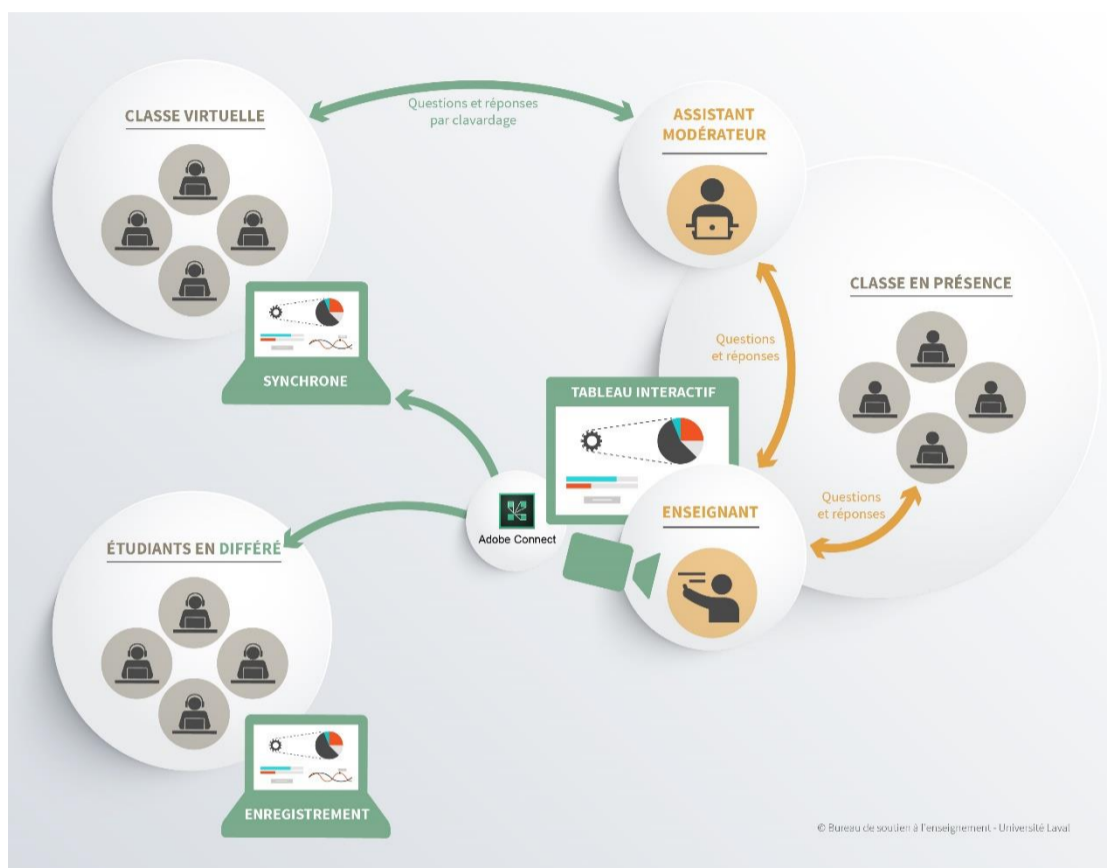 CLASSE VIRTUELLE
Questions et réponses
par clavardage
ASSISTANT
MODÉRATEUR
CLASSE EN PRÉSENCE
Questions
et réponses
SYNCHRONE
TABLEAU INTERACTIF
Questions
et réponses
ENSEIGNANT
Adobe Connect
ÉTUDIANTS EN DIFFÉRÉ
ENREGISTREMENT
© Bureau de soutien à l'enseignement - Université Laval